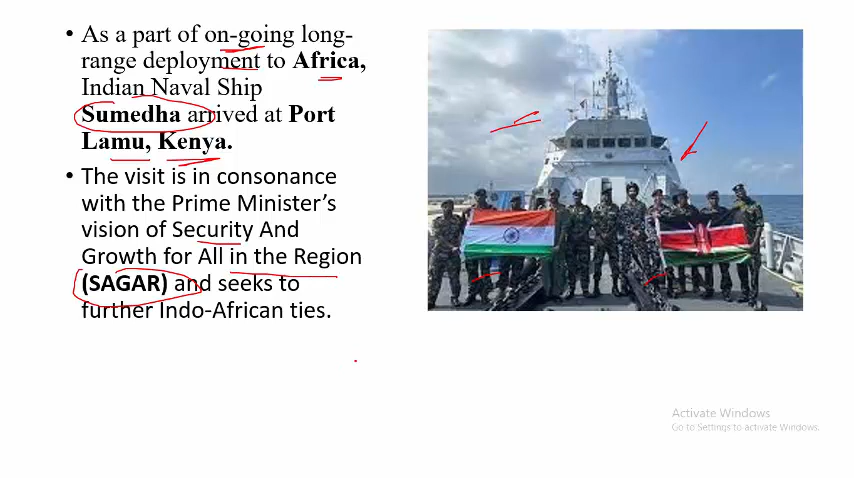 • As a part of on-going long-
range deployment to Africa,
Indian Naval Ship
Sumedha arrived at Port
Lamu, Kenya.
• The visit is in consonance
with the Prime Minister’s
vision of Security And
Growth for All in the Region
(SAGAR) and seeks to
further Indo-African ties.
Activate Windows
Go to Settings to activate Windows.